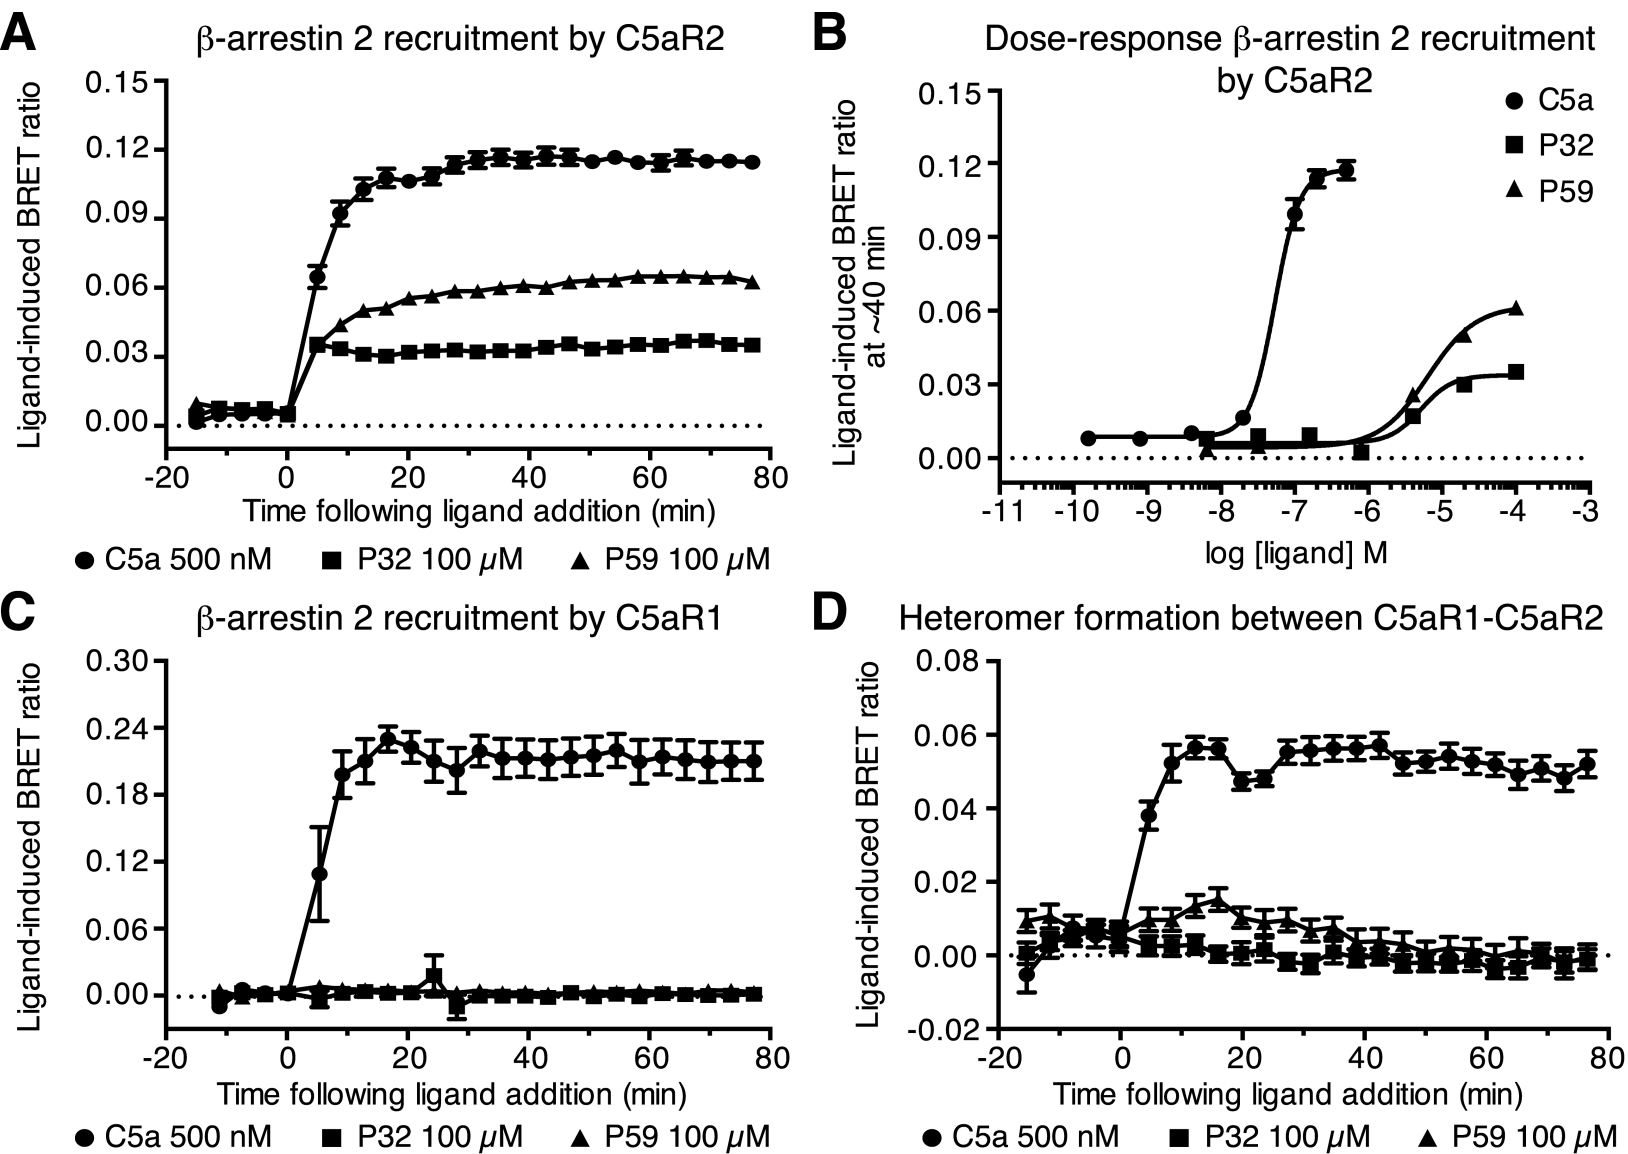 A
β-arrestin 2 recruitment by C5aR2
Ligand-induced BRET ratio
0.15
0.12
0.09
0.06
0.03
0.00
-20 0 20 40 60 80
Time following ligand addition (min)
C5a 500 nM P32 100 µM P59 100 µM
B
Dose-response β-arrestin 2 recruitment
by C5aR2
Ligand-induced BRET ratio
at ~40 min
0.15
0.12
0.09
0.06
0.03
0.00
C5a
P32
P59
-11 -10 -9 -8 -7 -6 -5 -4 -3
log [ligand] M
C
β-arrestin 2 recruitment by C5aR1
Ligand-induced BRET ratio
0.30
0.24
0.18
0.12
0.06
0.00
-20 0 20 40 60 80
Time following ligand addition (min)
C5a 500 nM P32 100 µM P59 100 µM
D
Heteromer formation between C5aR1-C5aR2
Ligand-induced BRET ratio
0.08
0.06
0.04
0.02
0.00
-0.02
-20 0 20 40 60 80
Time following ligand addition (min)
C5a 500 nM P32 100 µM P59 100 µM